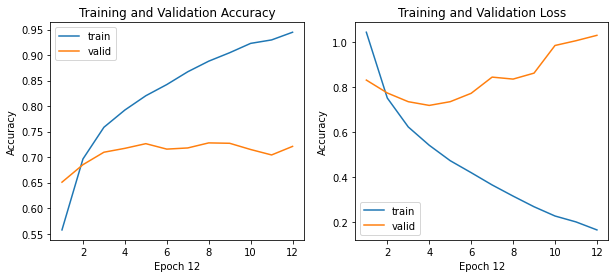 Training and Validation Accuracy
train
valid
Accuracy
0.95
0.90
0.85
0.80
0.75
0.70
0.65
0.60
0.55
2 4 6 8 10 12
Epoch 12
Training and Validation Loss
train
valid
Accuracy
1.0
0.8
0.6
0.4
0.2
2 4 6 8 10 12
Epoch 12